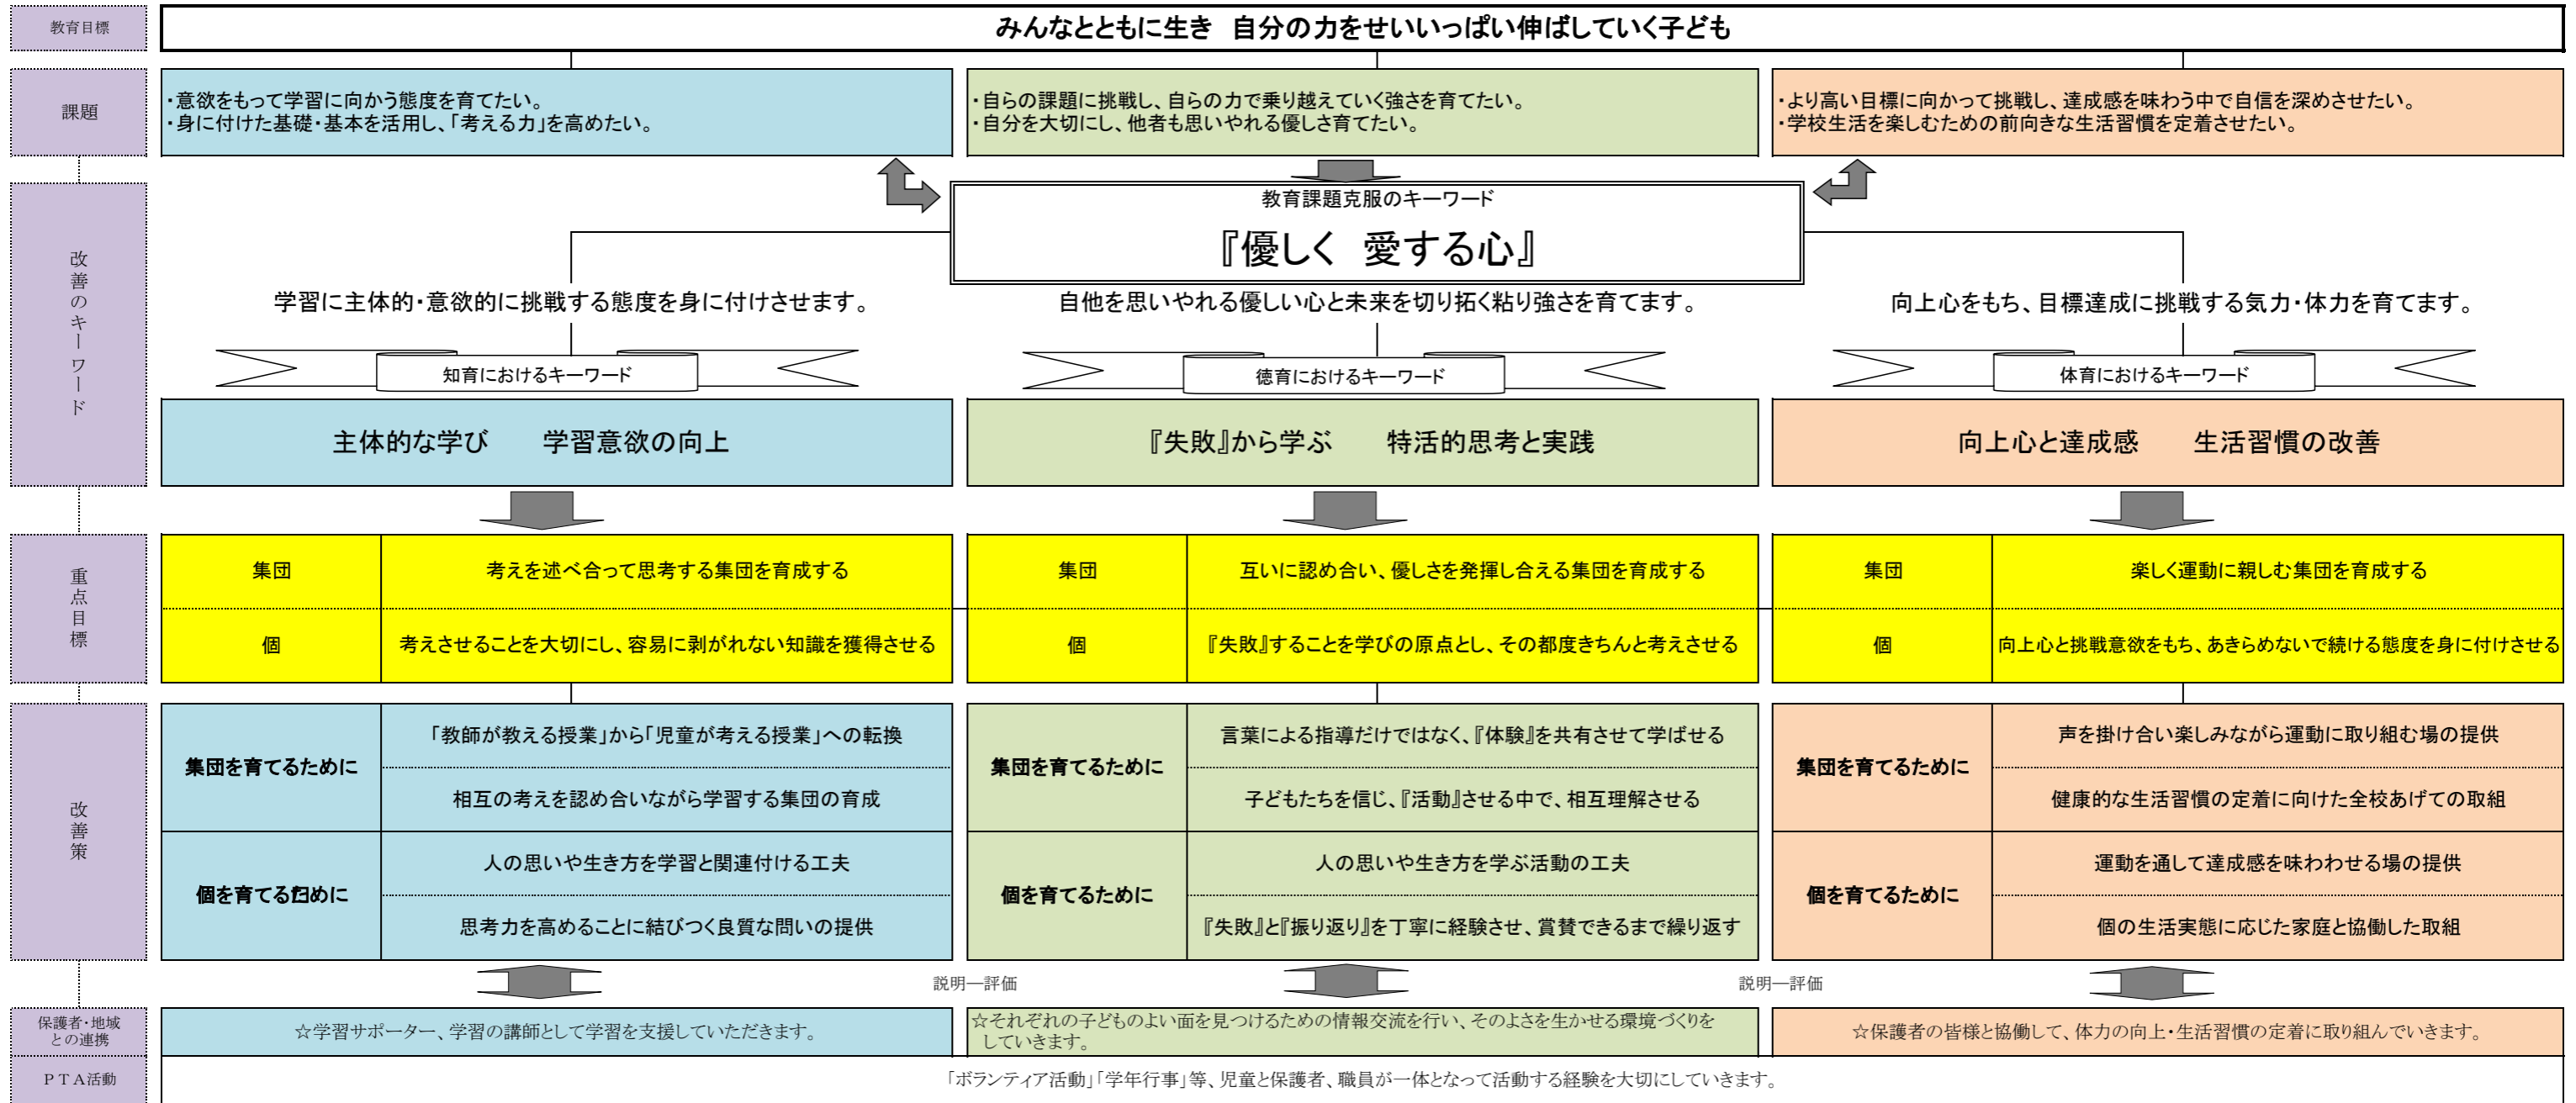 教育目標
みんなとともに生き　自分の力をせいいっぱい伸ばしていく子ども
課題
・意欲をもって学習に向かう態度を育てたい。
・身に付けた基礎・基本を活用し、「考える力」を高めたい。
・自らの課題に挑戦し、自らの力で乗り越えていく強さを育てたい。
・自分を大切にし、他者も思いやれる優しさ育てたい。
・より高い目標に向かって挑戦し、達成感を味わう中で自信を深めさせたい。
・学校生活を楽しむための前向きな生活習慣を定着させたい。
改善のキーワード
教育課題克服のキーワード
『優しく　愛する心』
学習に主体的・意欲的に挑戦する態度を身に付けさせます。
自他を思いやれる優しい心と未来を切り拓く粘り強さを育てます。
向上心をもち、目標達成に挑戦する気力・体力を育てます。
知育におけるキーワード
徳育におけるキーワード
体育におけるキーワード
主体的な学び　　学習意欲の向上
『失敗』から学ぶ　　特活的思考と実践
向上心と達成感　　生活習慣の改善
重点目標
集団
考えを述べ合って思考する集団を育成する
集団
互いに認め合い、優しさを発揮し合える集団を育成する
集団
楽しく運動に親しむ集団を育成する
個
考えさせることを大切にし、容易に剥がれない知識を獲得させる
個
『失敗』することを学びの原点とし、その都度きちんと考えさせる
個
向上心と挑戦意欲をもち、あきらめないで続ける態度を身に付けさせる
改善策
集団を育てるために
「教師が教える授業」から「児童が考える授業」への転換
相互の考えを認め合いながら学習する集団の育成
集団を育てるために
言葉による指導だけではなく、『体験』を共有させて学ばせる
子どもたちを信じ、『活動』させる中で、相互理解させる
集団を育てるために
声を掛け合い楽しみながら運動に取り組む場の提供
健康的な生活習慣の定着に向けた全校あげての取組
個を育てるために
人の思いや生き方を学習と関連付ける工夫
思考力を高めることに結びつく良質な問いの提供
個を育てるために
人の思いや生き方を学ぶ活動の工夫
『失敗』と『振り返り』を丁寧に経験させ、賞賛できるまで繰り返す
個を育てるために
運動を通して達成感を味わわせる場の提供
個の生活実態に応じた家庭と協働した取組
説明―評価
説明―評価
保護者・地域
との連携
☆学習サポーター、学習の講師として学習を支援していただきます。
☆それぞれの子どものよい面を見つけるための情報交流を行い、そのよさを生かせる環境づくりを
していきます。
☆保護者の皆様と協働して、体力の向上・生活習慣の定着に取り組んでいきます。
ＰＴＡ活動
「ボランティア活動」「学年行事」等、児童と保護者、職員が一体となって活動する経験を大切にしていきます。